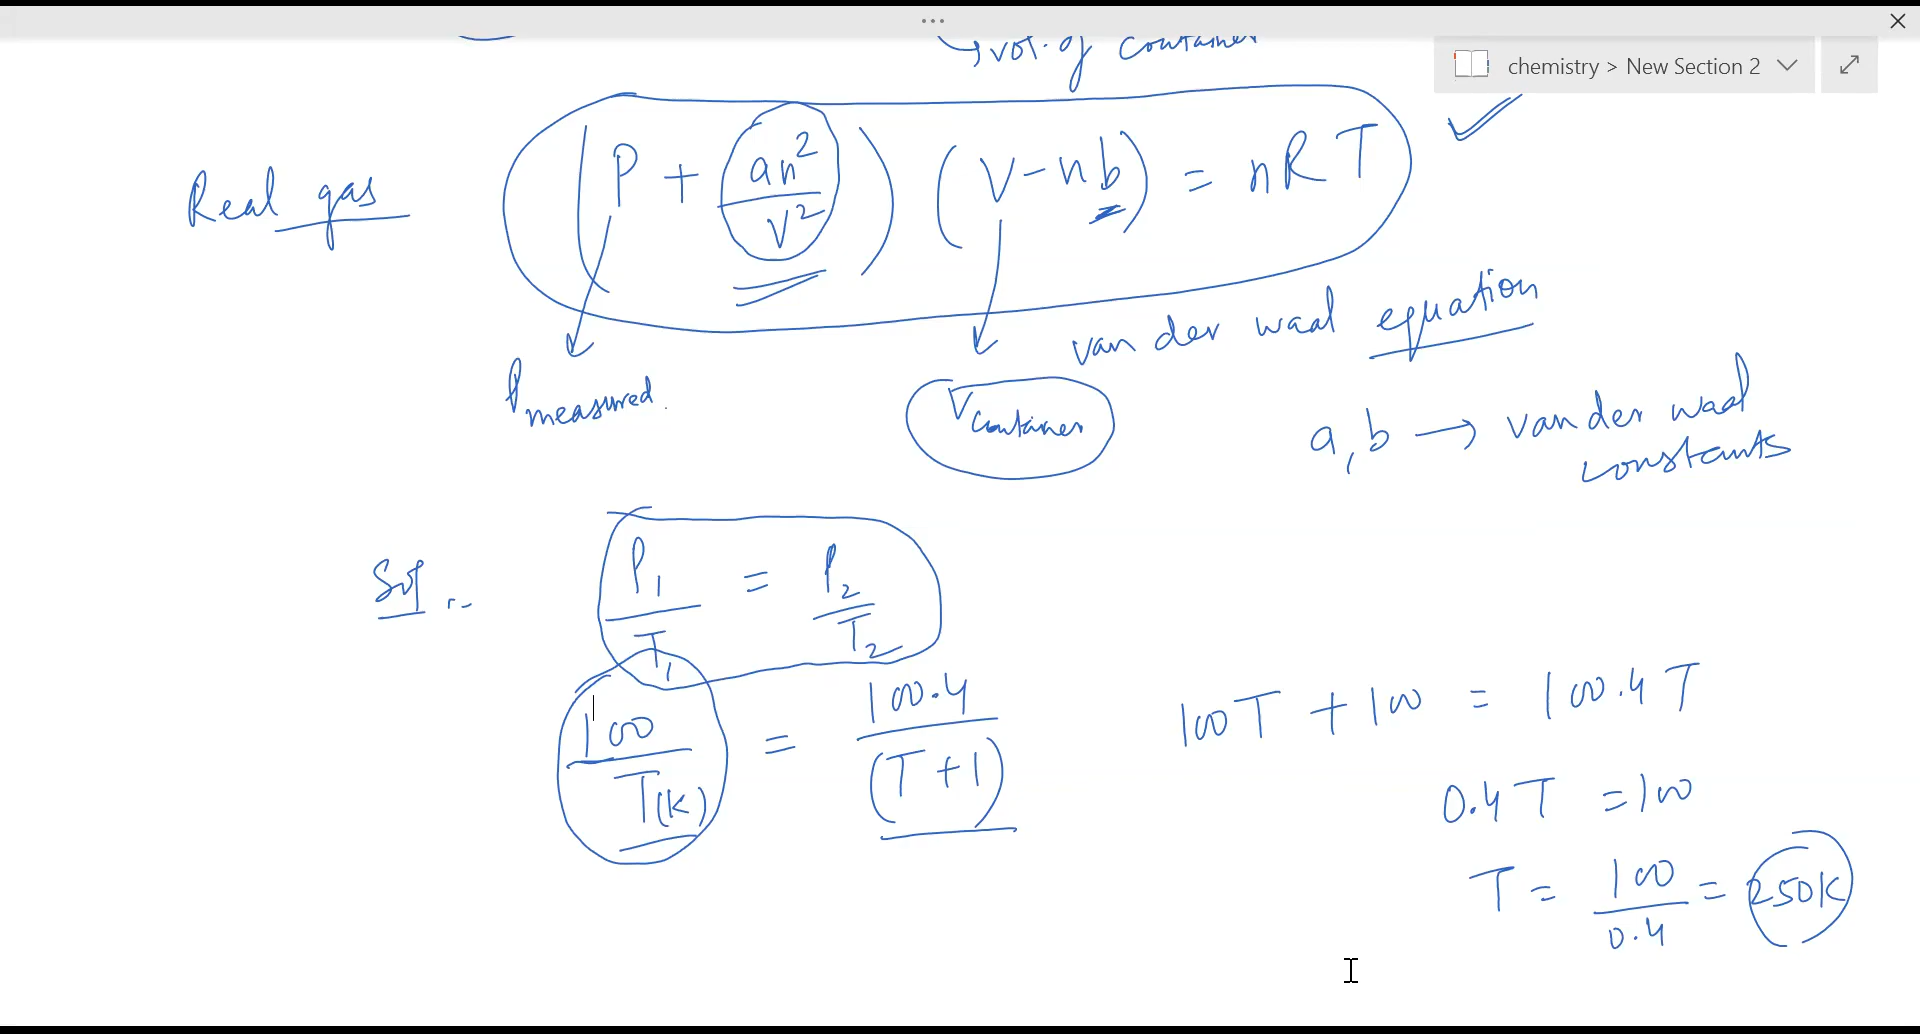 ...
↳ vol. of container
chemistry > New Section 2
Real gas (P + an²/V²) (V - nb) = nRT
van der waal equation
P measured.
V container
a, b → van der waal
constants
Sol :-
P₁/T₁ = P₂/T₂
100/T(K) = 100.4/(T+1)
100T + 100 = 100.4T
0.4T = 100
T = 100/0.4 = 250K